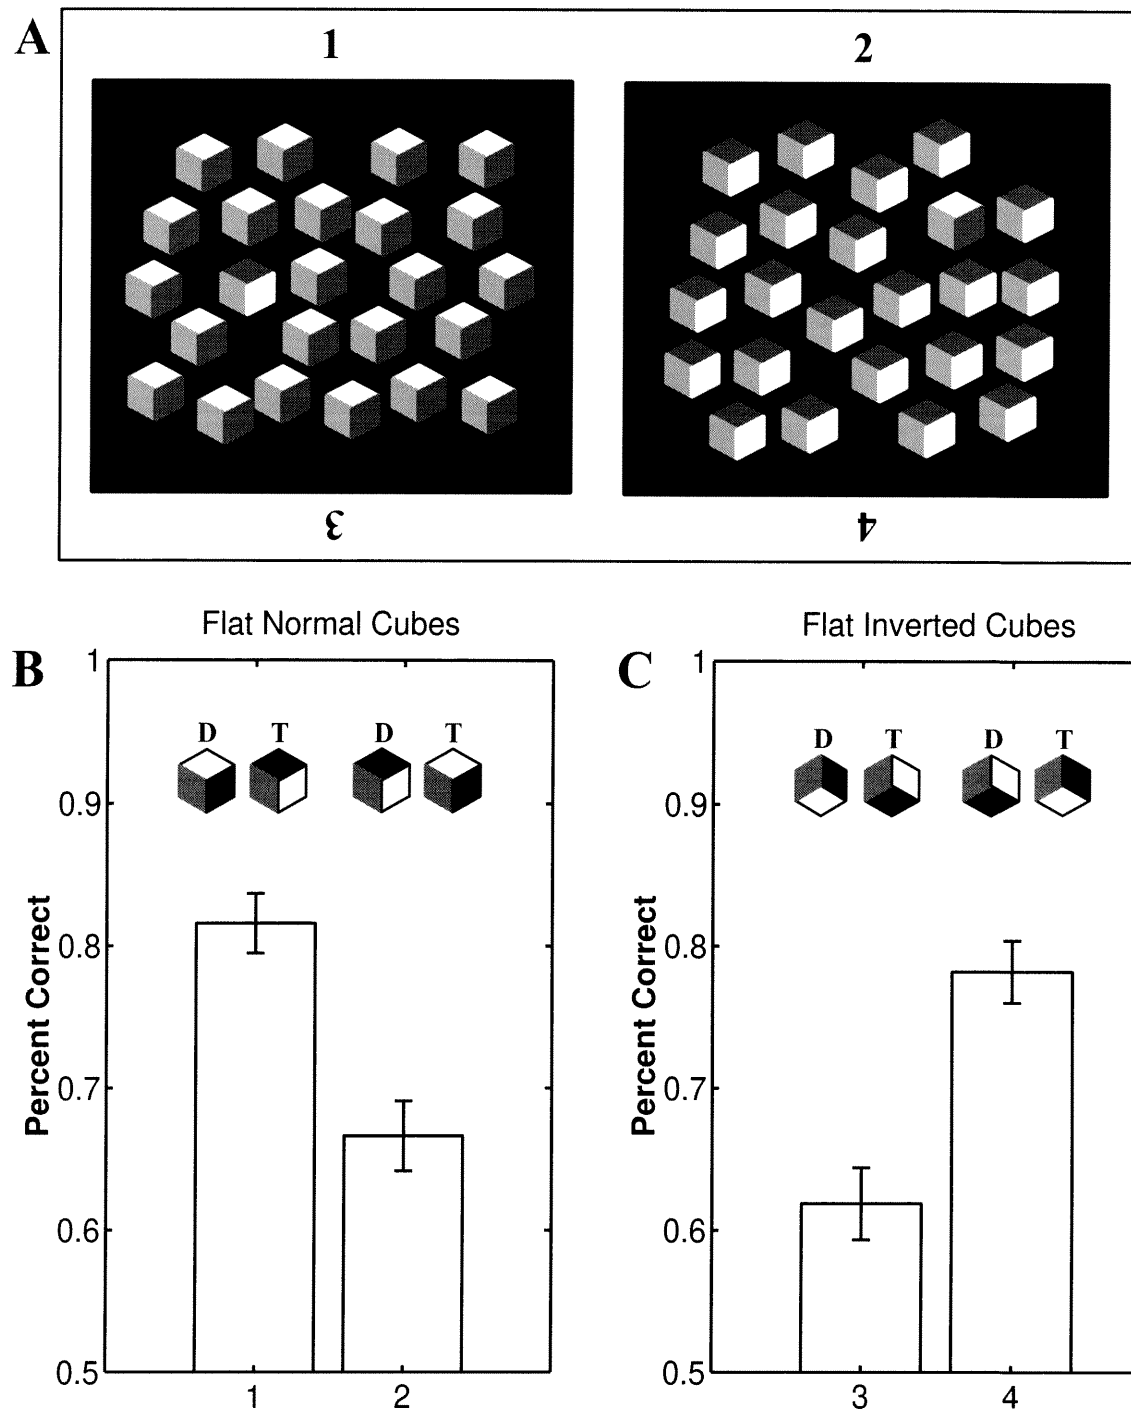 A
1 2
3 4
Flat Normal Cubes
B
1
0.9
0.8
0.7
0.6
0.5
Percent Correct
D T D T
1 2
Flat Inverted Cubes
C
1
0.9
0.8
0.7
0.6
0.5
Percent Correct
D T D T
3 4